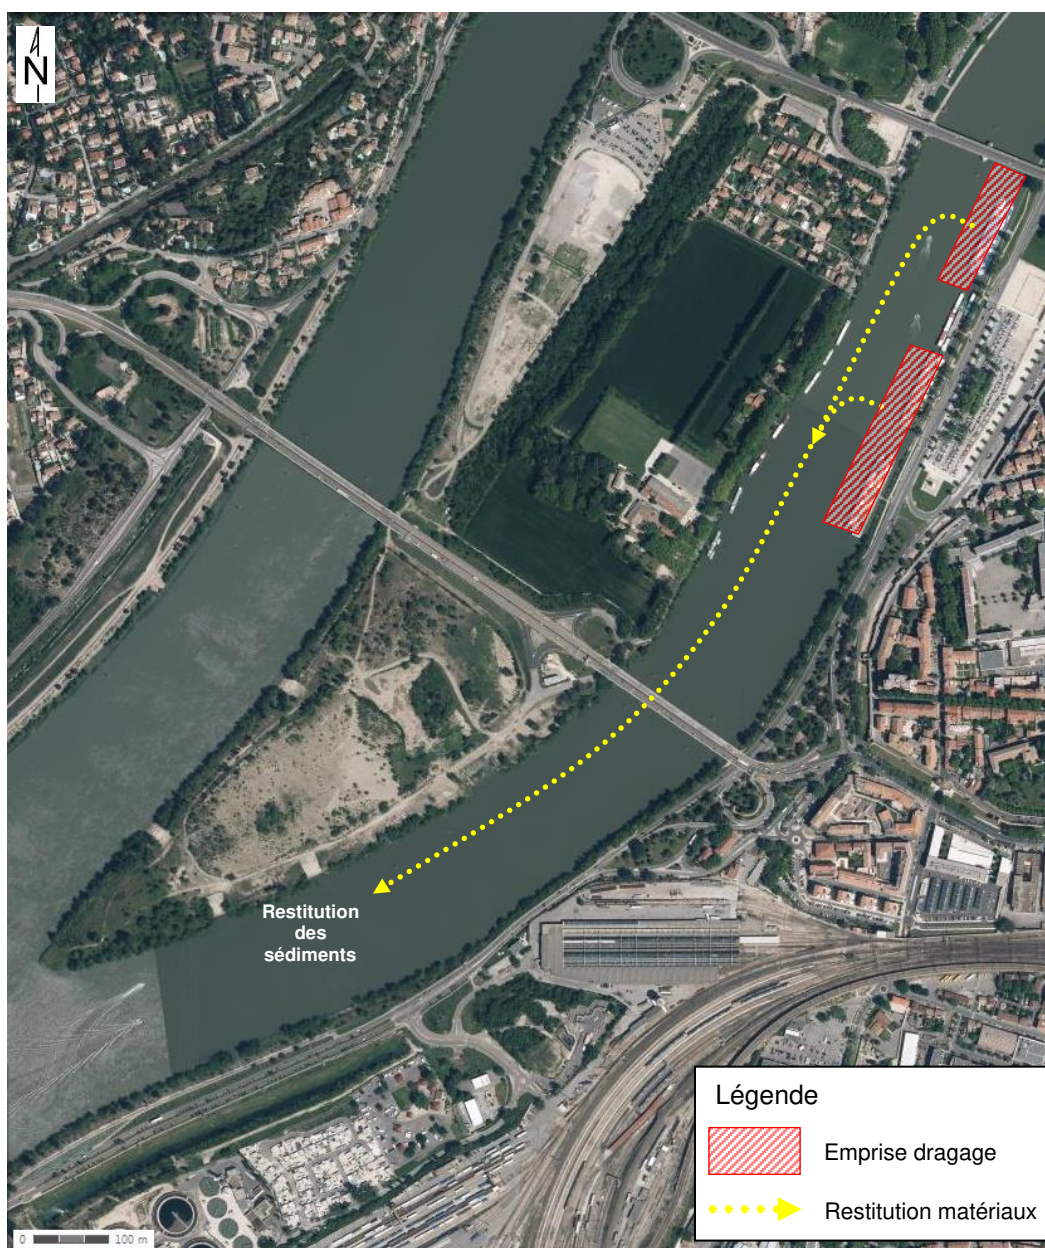 N
Restitution
des
sédiments
Légende
Emprise dragage
Restitution matériaux
0 100 m